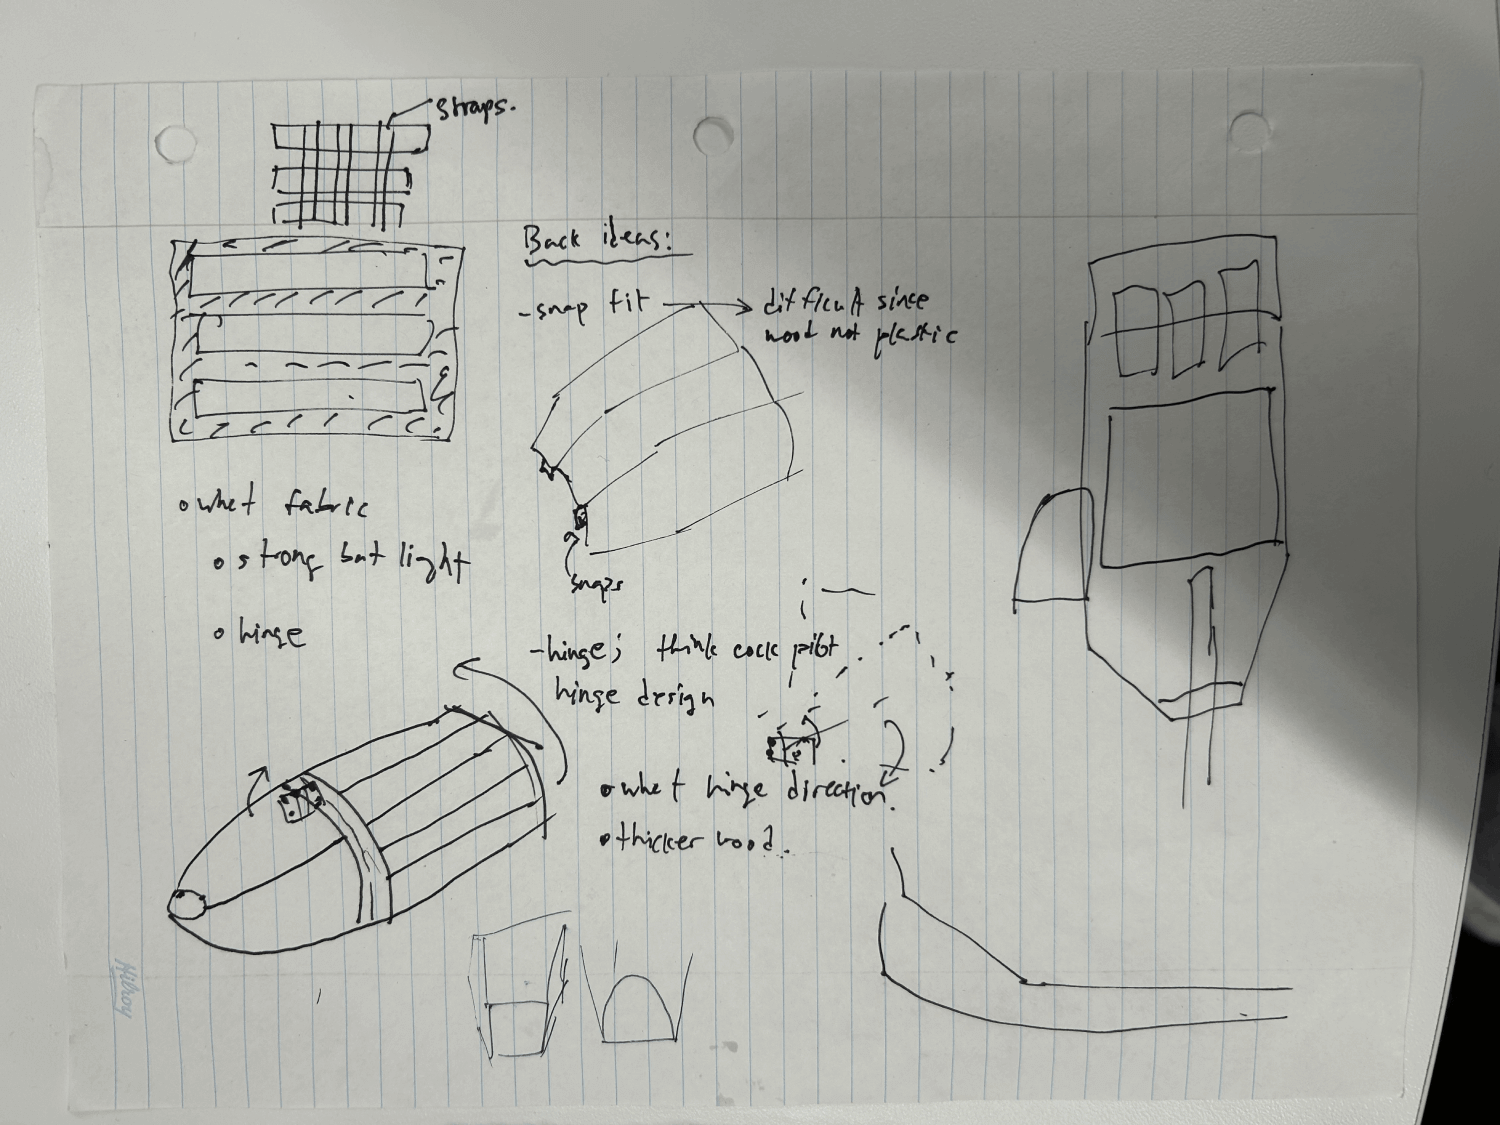 straps.
Back ideas:
-snap fit → difficult since
wood not plastic
snaps
• what fabric
• strong but light
• hinge
-hinge; think cock pibt
hinge design
• what hinge direction.
• thicker wood.
Hilroy